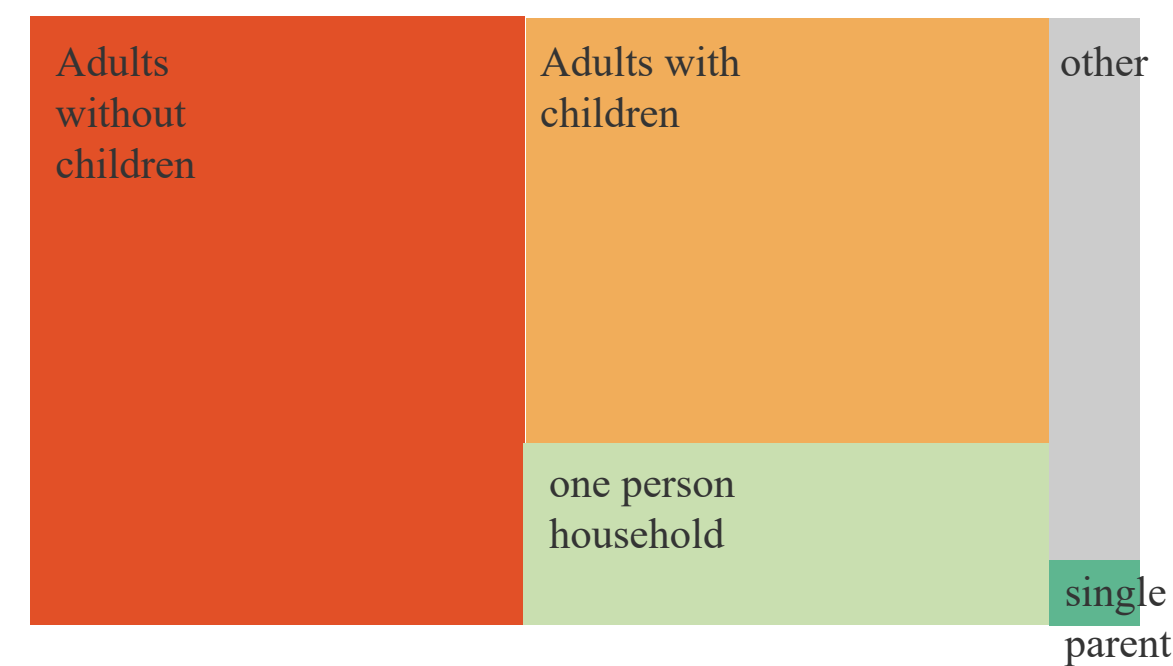 Adults
without
children
Adults with
children
other
one person
household
single
parent